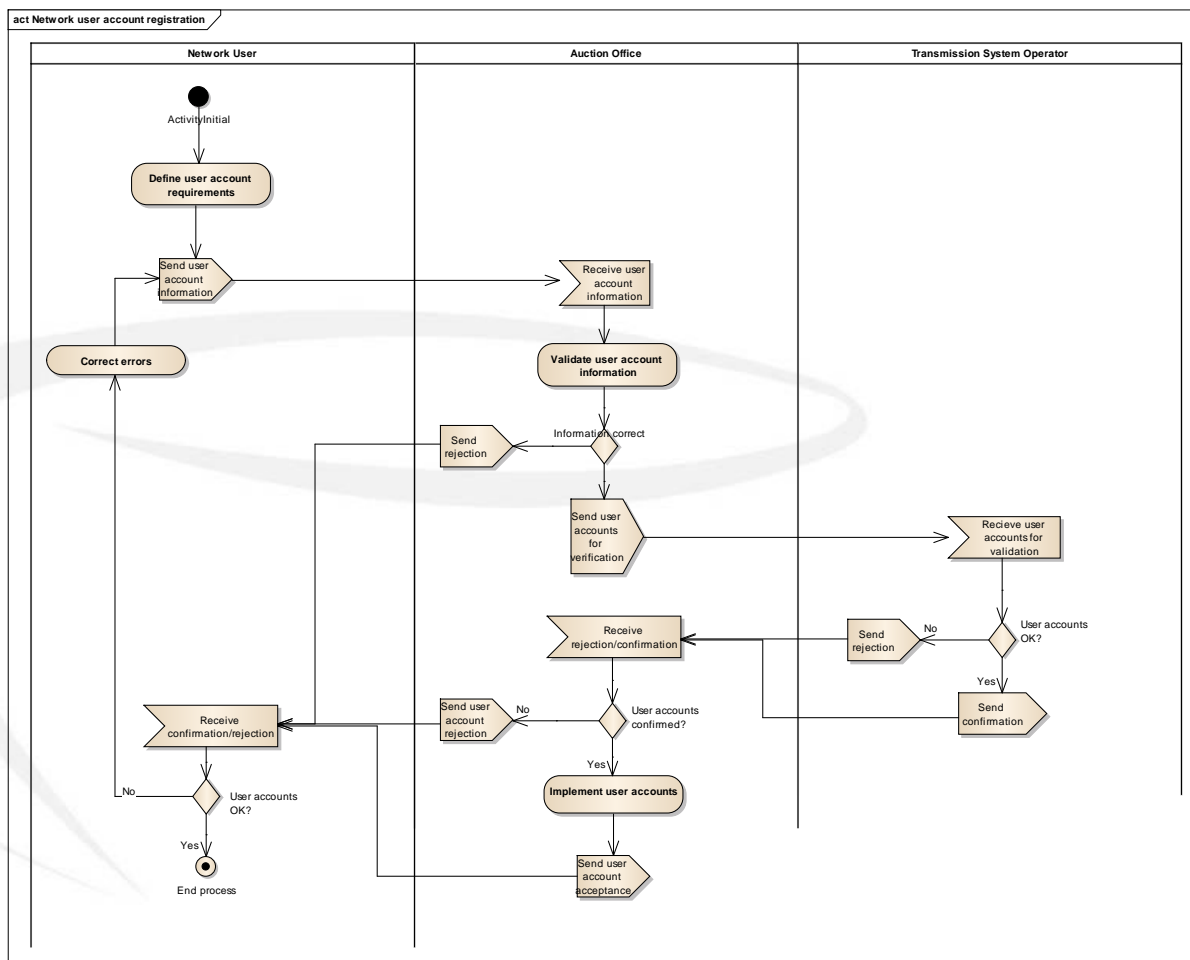 act Network user account registration
Network User
Auction Office
Transmission System Operator
ActivityInitial
Define user account
requirements
Send user
account
information
Receive user
account
information
Correct errors
Validate user account
information
Information correct
Send
rejection
Send user
accounts
for
verification
Recieve user
accounts for
validation
User accounts
OK?
No
Send
rejection
Yes
Send
confirmation
Receive
rejection/confirmation
User accounts
confirmed?
No
Send user
account
rejection
Yes
Implement user accounts
Send user
account
acceptance
Receive
confirmation/rejection
User accounts
OK?
No
Yes
End process